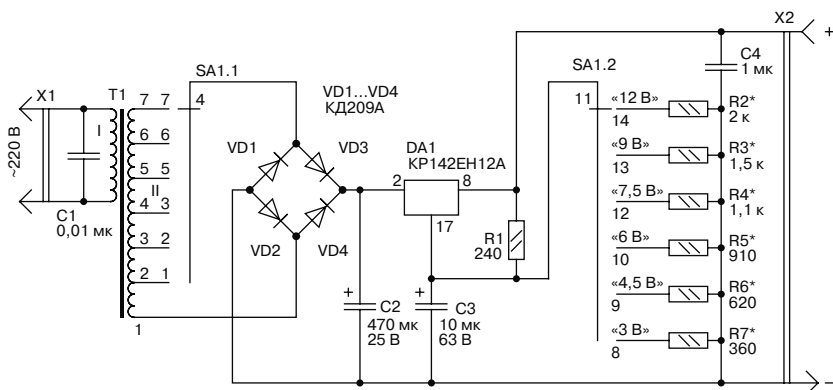 X1
~220 В
I
C1
0,01 мк
T1
II
7 7
6 6
5 5
4 3
3 2
2 1
1
SA1.1
4
VD1...VD4
КД209А
VD1
VD3
VD2
VD4
DA1
КР142ЕН12А
2
8
17
R1
240
+
C2
470 мк
25 В
+
C3
10 мк
63 В
SA1.2
11
«12 В»
14
R2*
2 к
«9 В»
13
R3*
1,5 к
«7,5 В»
12
R4*
1,1 к
«6 В»
10
R5*
910
«4,5 В»
9
R6*
620
«3 В»
8
R7*
360
C4
1 мк
X2
+
–